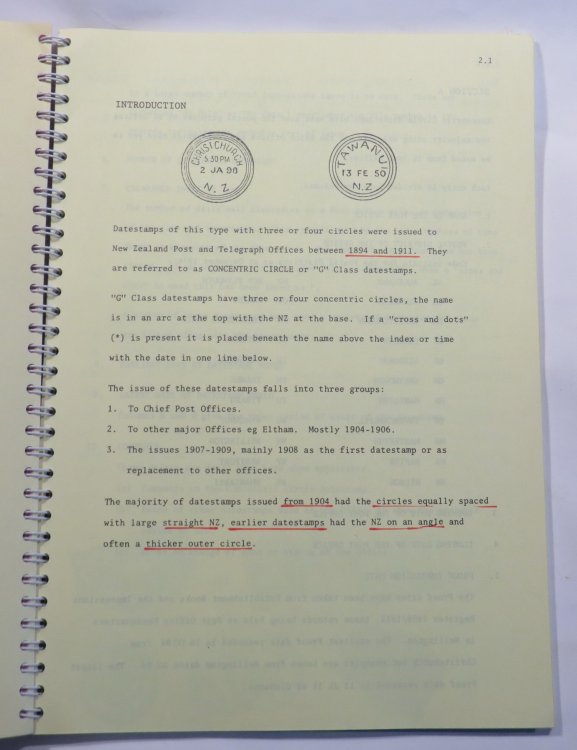 2.1
INTRODUCTION
CHRISTCHURCH
5 30PM
2 JA 96
N.Z
TAWANUI
13 FE 50
N.Z
Datestamps of this type with three or four circles were issued to
New Zealand Post and Telegraph Offices between 1894 and 1911. They
are referred to as CONCENTRIC CIRCLE or "G" Class datestamps.
"G" Class datestamps have three or four concentric circles, the name
is in an arc at the top with the NZ at the base. If a "cross and dots"
(*) is present it is placed beneath the name above the index or time
with the date in one line below.
The issue of these datestamps falls into three groups:
1. To Chief Post Offices.
2. To other major Offices eg Eltham. Mostly 1904-1906.
3. The issues 1907-1909, mainly 1908 as the first datestamp or as
replacement to other offices.
The majority of datestamps issued from 1904 had the circles equally spaced
with large straight NZ, earlier datestamps had the NZ on an angle and
often a thicker outer circle.